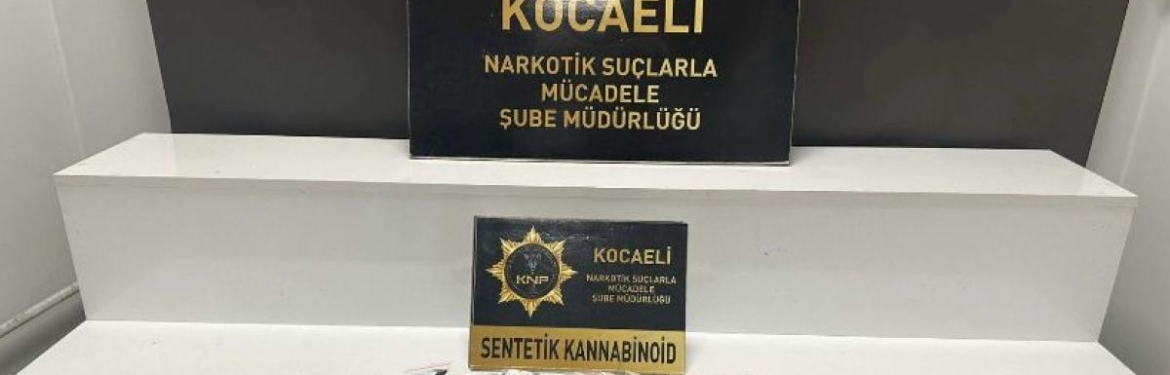 KOCAELİ
NARKOTİK SUÇLARLA
MÜCADELE
ŞUBE MÜDÜRLÜĞÜ
KNP
KOCAELİ
NARKOTİK SUÇLARLA
MÜCADELE
ŞUBE MÜDÜRLÜĞÜ
SENTETİK KANNABİNOİD